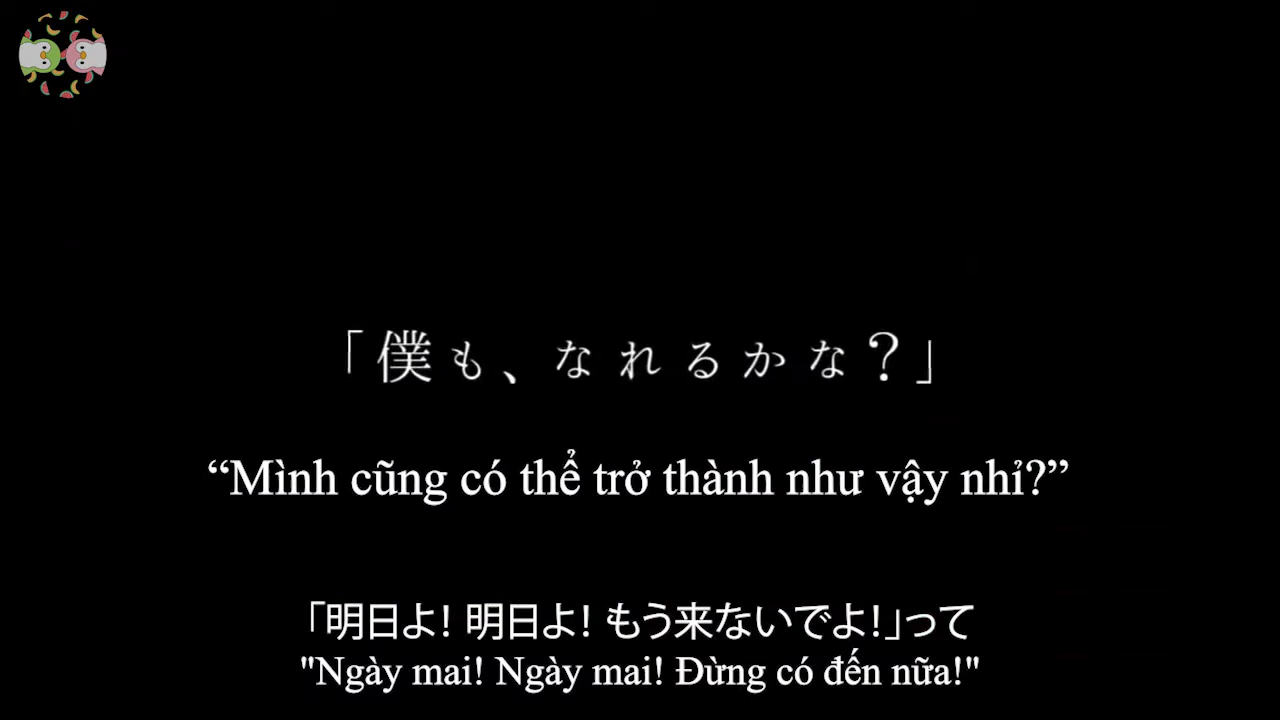 「僕も、なれるかな？」
“Mình cũng có thể trở thành như vậy nhỉ?”
「明日よ! 明日よ! もう来ないでよ!」って
"Ngày mai! Ngày mai! Đừng có đến nữa!"